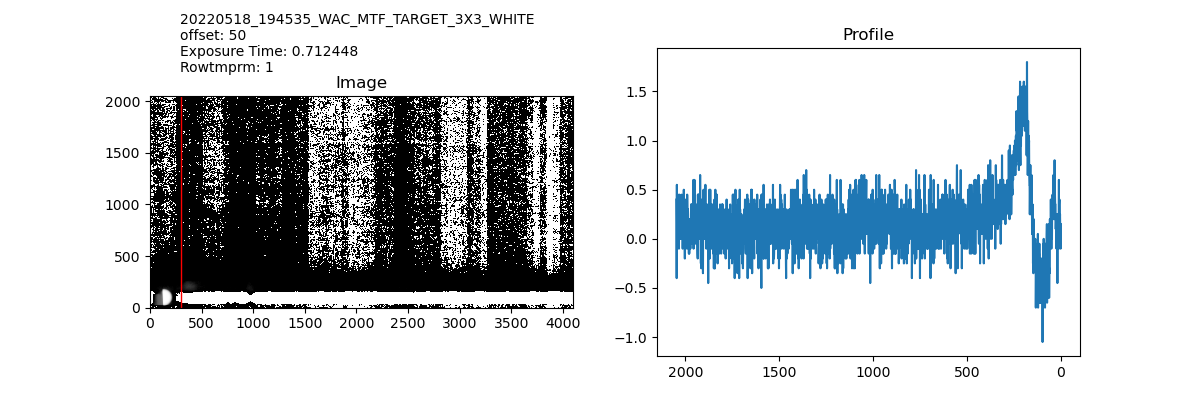 20220518_194535_WAC_MTF_TARGET_3X3_WHITE
offset: 50
Exposure Time: 0.712448
Rowtmprm: 1
Image
2000
1500
1000
500
0
0 500 1000 1500 2000 2500 3000 3500 4000
Profile
1.5
1.0
0.5
0.0
−0.5
−1.0
2000 1500 1000 500 0